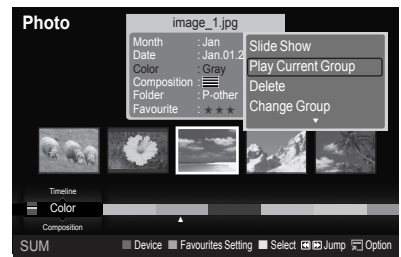 Photo
image_1.jpg
Month : Jan
Date : Jan.01.2
Color : Gray
Composition :
Folder : P-other
Favourite : ★ ★ ★
Slide Show
Play Current Group
Delete
Change Group
Timeline
Color
Composition
SUM
Device Favourites Setting Select Jump Option